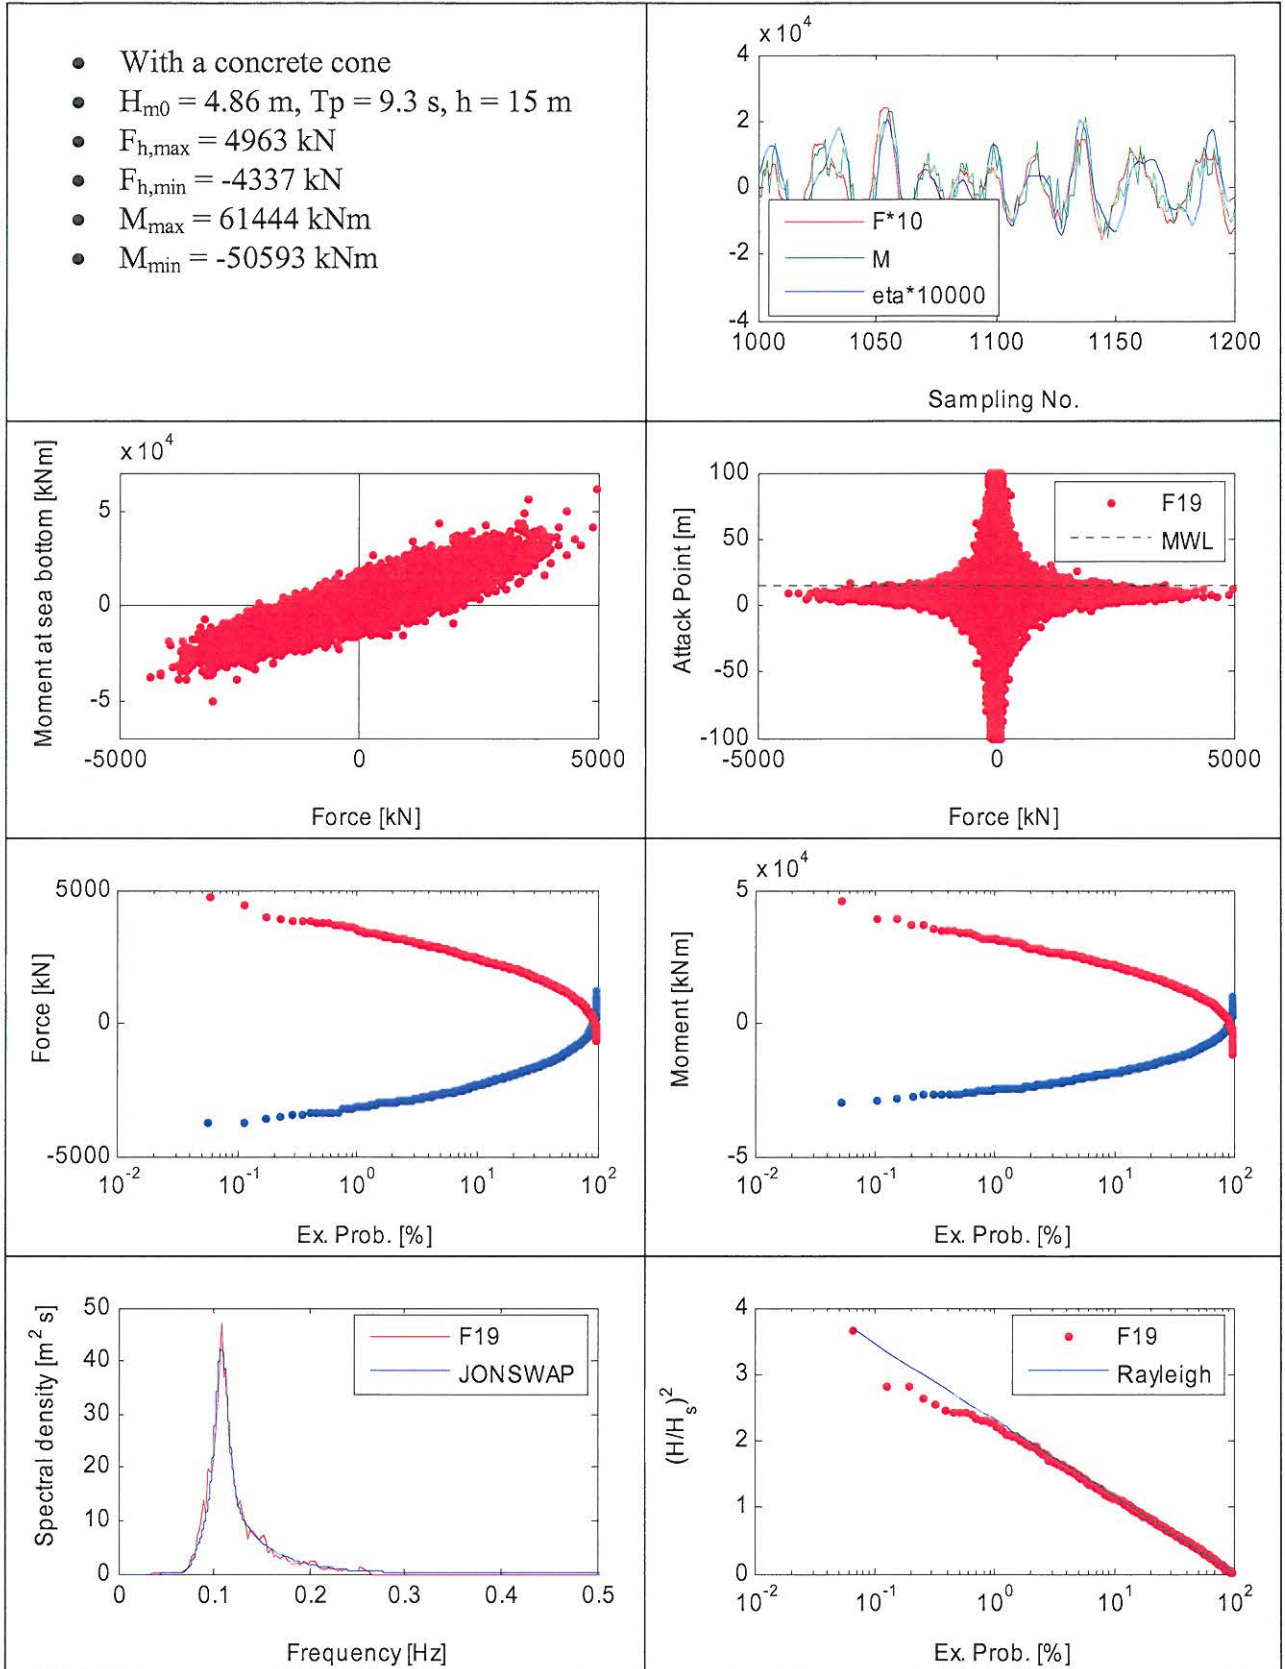 • With a concrete cone
• Hm0 = 4.86 m, Tp = 9.3 s, h = 15 m
• Fh,max = 4963 kN
• Fh,min = -4337 kN
• Mmax = 61444 kNm
• Mmin = -50593 kNm
x 10^4
4
2
0
-2
-4
F*10
M
eta*10000
1000 1050 1100 1150 1200
Sampling No.
x 10^4
Moment at sea bottom [kNm]
5
0
-5
-5000 0 5000
Force [kN]
Attack Point [m]
100
50
0
-50
-100
F19
MWL
-5000 0 5000
Force [kN]
Force [kN]
5000
0
-5000
10^-2 10^-1 10^0 10^1 10^2
Ex. Prob. [%]
x 10^4
Moment [kNm]
5
0
-5
10^-2 10^-1 10^0 10^1 10^2
Ex. Prob. [%]
Spectral density [m^2 s]
50
40
30
20
10
0
F19
JONSWAP
0 0.1 0.2 0.3 0.4 0.5
Frequency [Hz]
(H/H_s)^2
4
3
2
1
0
F19
Rayleigh
10^-2 10^-1 10^0 10^1 10^2
Ex. Prob. [%]